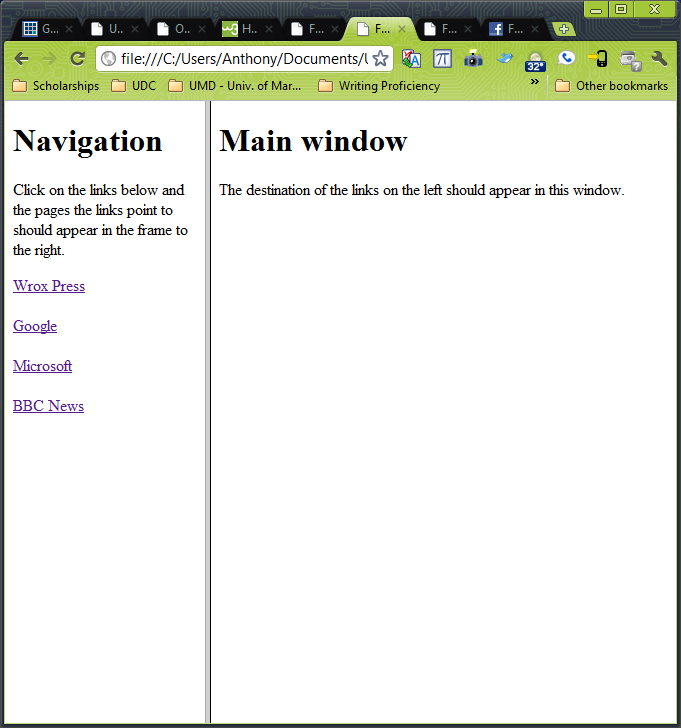 G... U... O... H... F... F... F... F...
file:///C:/Users/Anthony/Documents/
32°
Scholarships UDC UMD - Univ. of Mar... Writing Proficiency » Other bookmarks
Navigation
Click on the links below and
the pages the links point to
should appear in the frame to
the right.
Wrox Press
Google
Microsoft
BBC News
Main window
The destination of the links on the left should appear in this window.